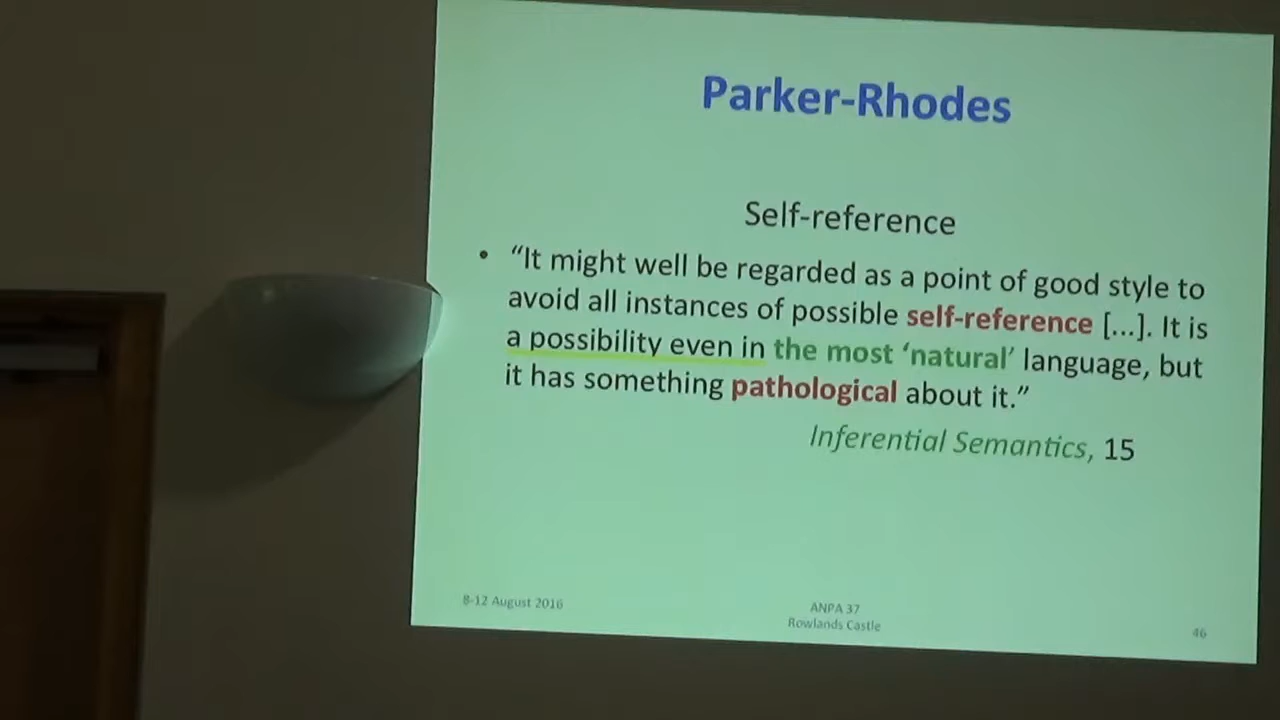 Parker-Rhodes
Self-reference
• “It might well be regarded as a point of good style to
avoid all instances of possible self-reference [...]. It is
a possibility even in the most ‘natural’ language, but
it has something pathological about it.”
Inferential Semantics, 15
8-12 August 2016
ANPA 37
Rowlands Castle
46